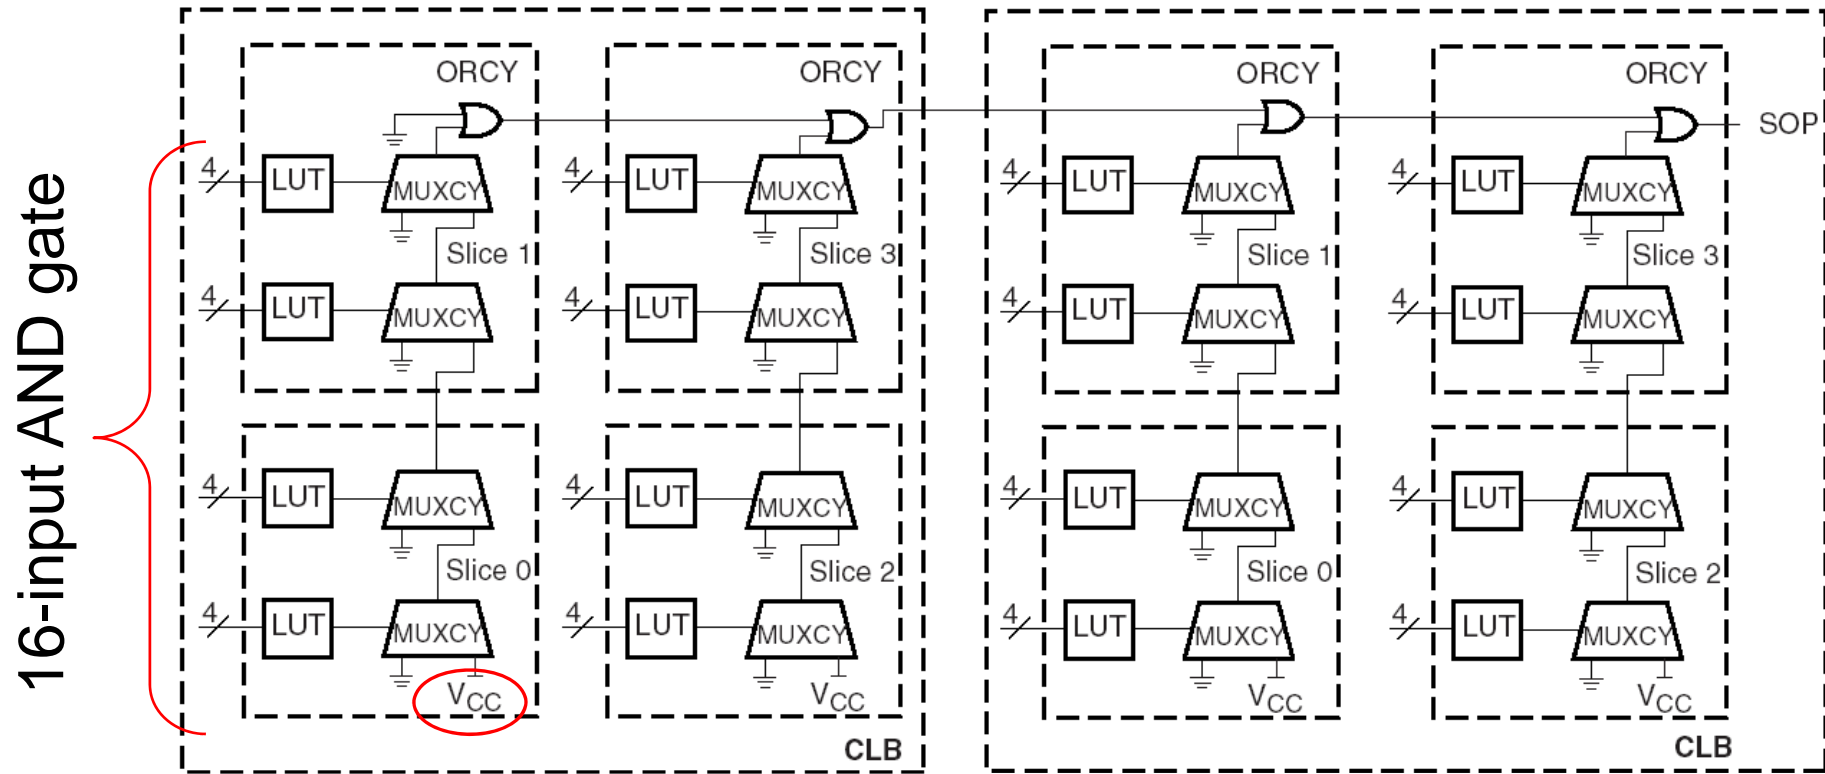 16-input AND gate
ORCY ORCY ORCY ORCY
SOP
4 LUT MUXCY 4 LUT MUXCY 4 LUT MUXCY 4 LUT MUXCY
Slice 1 Slice 3 Slice 1 Slice 3
4 LUT MUXCY 4 LUT MUXCY 4 LUT MUXCY 4 LUT MUXCY
4 LUT MUXCY 4 LUT MUXCY 4 LUT MUXCY 4 LUT MUXCY
Slice 0 Slice 2 Slice 0 Slice 2
4 LUT MUXCY 4 LUT MUXCY 4 LUT MUXCY 4 LUT MUXCY
VCC VCC VCC VCC
CLB CLB